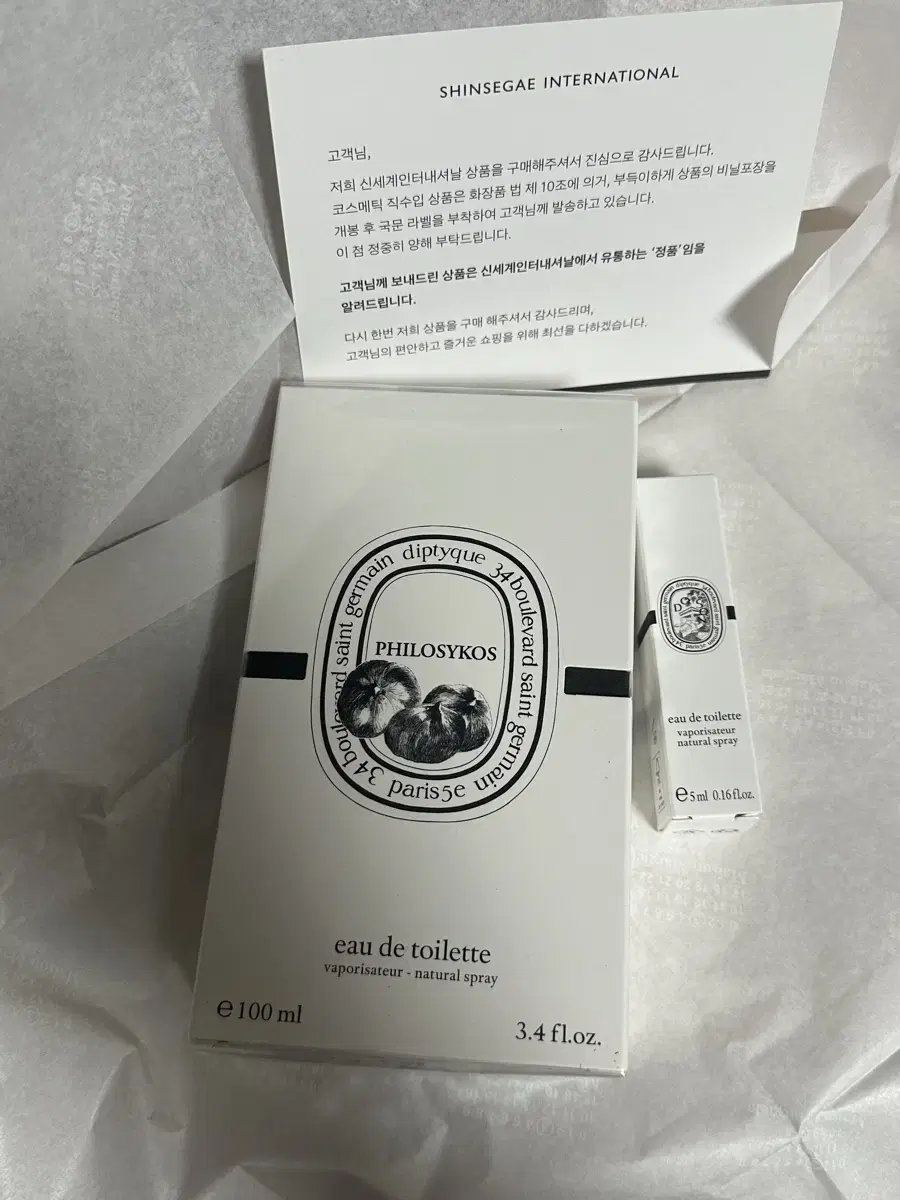 SHINSEGAE INTERNATIONAL
고객님,
저희 신세계인터내셔날 상품을 구매해주셔서 진심으로 감사드립니다.
코스메틱 직수입 상품은 화장품 법 제 10조에 의거, 부득이하게 상품의 비닐포장을
개봉 후 국문 라벨을 부착하여 고객님께 발송하고 있습니다.
이 점 정중히 양해 부탁드립니다.
고객님께 보내드린 상품은 신세계인터내셔날에서 유통하는 ‘정품’임을
알려드립니다.
다시 한번 저희 상품을 구매 해주셔서 감사드리며,
고객님의 편안하고 즐거운 쇼핑을 위해 최선을 다하겠습니다.
diptyque 34 boulevard saint germain paris5e 34 boulevard saint germain
PHILOSYKOS
eau de toilette
vaporisateur - natural spray
℮ 100 ml
3.4 fl.oz.
diptyque
paris5e
eau de toilette
vaporisateur
natural spray
℮ 5 ml 0.16 fl.oz.